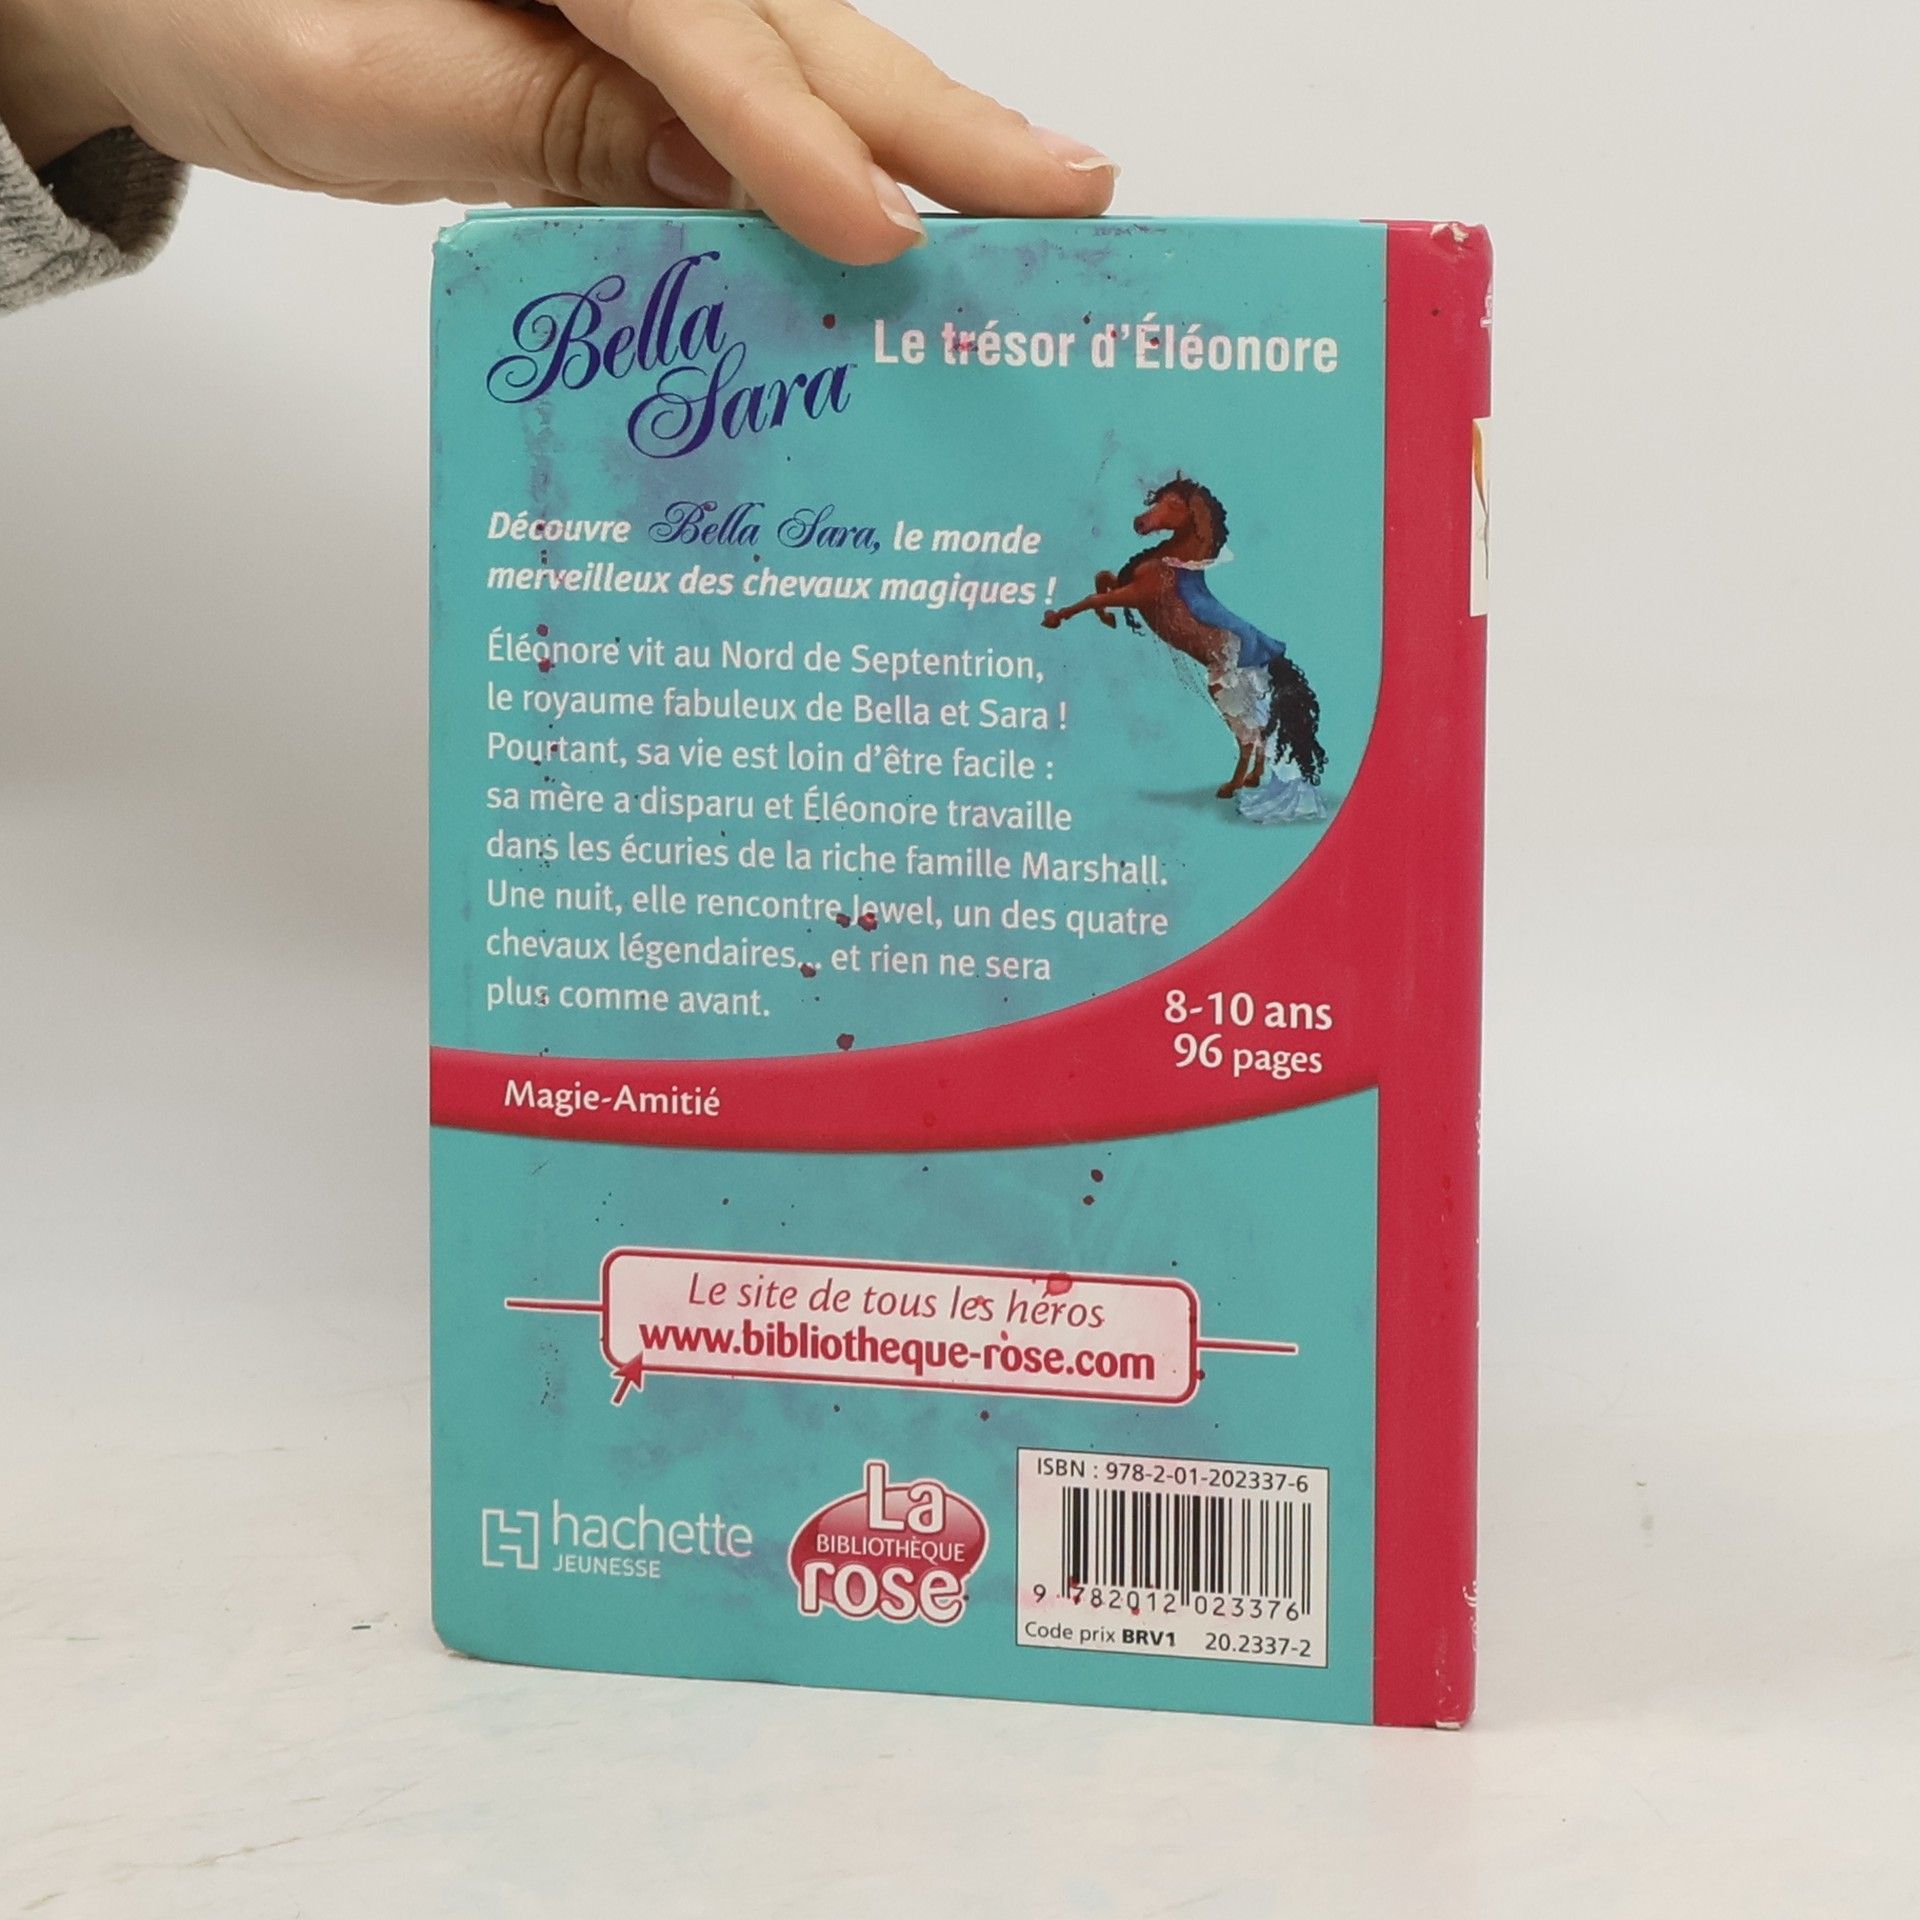 Bella
Sara™
Le trésor d'Éléonore
Découvre Bella Sara, le monde
merveilleux des chevaux magiques !
Éléonore vit au Nord de Septentrion,
le royaume fabuleux de Bella et Sara !
Pourtant, sa vie est loin d'être facile :
sa mère a disparu et Éléonore travaille
dans les écuries de la riche famille Marshall.
Une nuit, elle rencontre Jewel, un des quatre
chevaux légendaires... et rien ne sera
plus comme avant.
8-10 ans
96 pages
Magie-Amitié
Le site de tous les héros
www.bibliotheque-rose.com
hachette
JEUNESSE
La
BIBLIOTHÈQUE
rose
ISBN : 978-2-01-202337-6
9 782012 023376
Code prix BRV1 20.2337-2